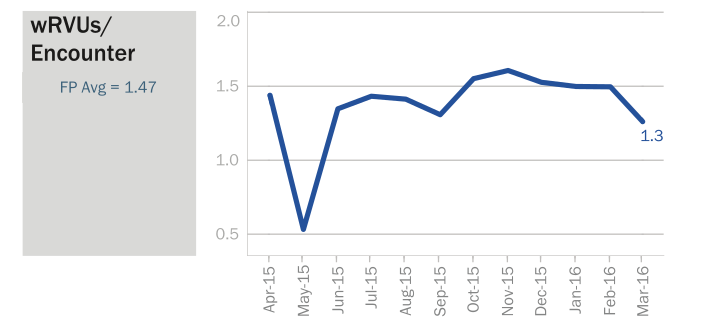 wRVUs/
Encounter
FP Avg = 1.47
2.0
1.5
1.0
0.5
1.3
Apr-15
May-15
Jun-15
Jul-15
Aug-15
Sep-15
Oct-15
Nov-15
Dec-15
Jan-16
Feb-16
Mar-16